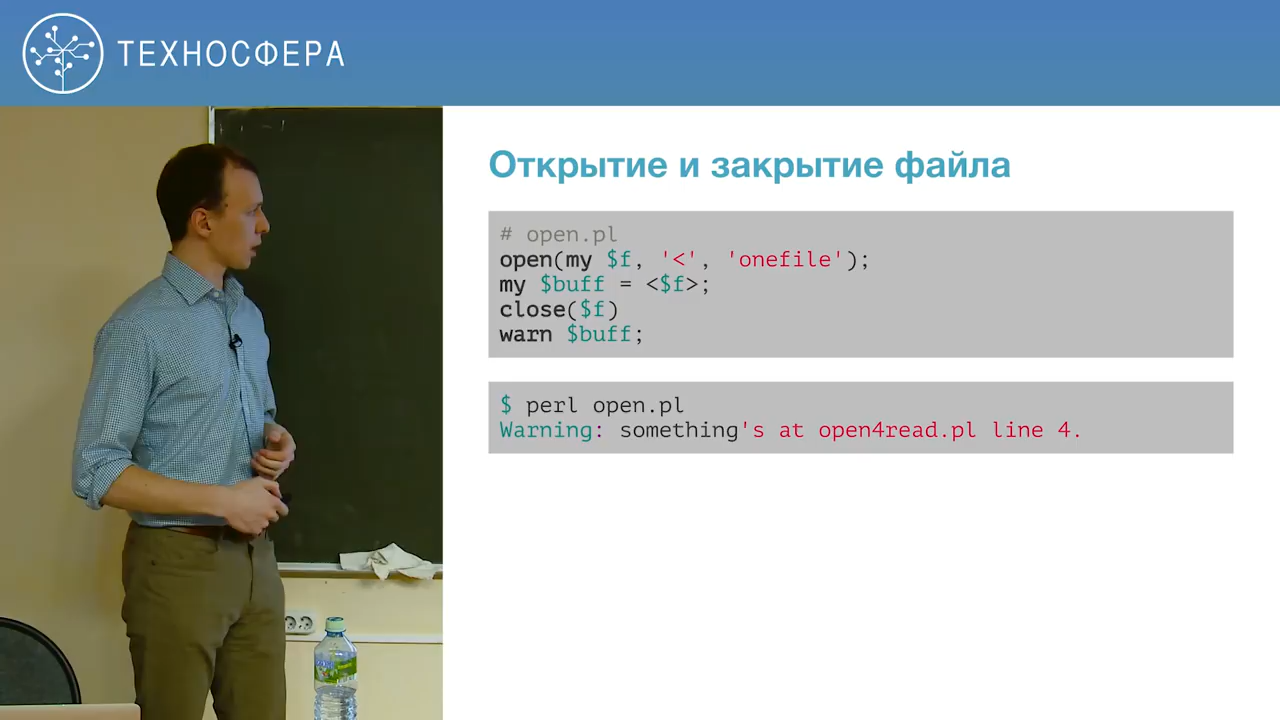 ТЕХНОСФЕРА
Открытие и закрытие файла
# open.pl
open(my $f, '<', 'onefile');
my $buff = <$f>;
close($f)
warn $buff;
$ perl open.pl
Warning: something's at open4read.pl line 4.